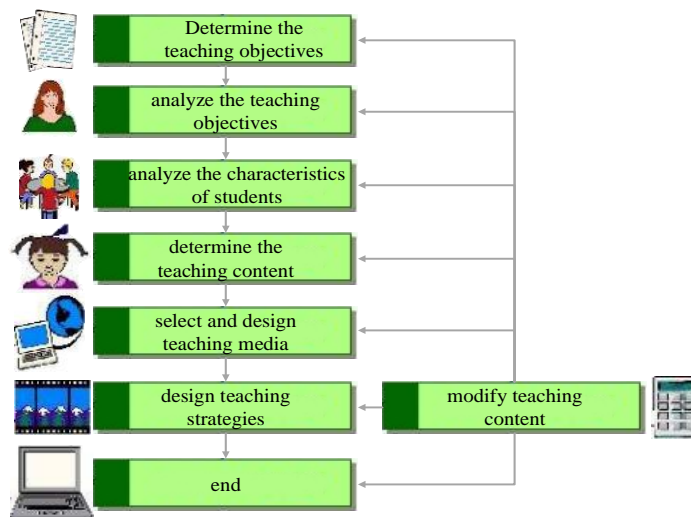 Determine the
teaching objectives
analyze the teaching
objectives
analyze the characteristics
of students
determine the
teaching content
select and design
teaching media
design teaching
strategies
modify teaching
content
end